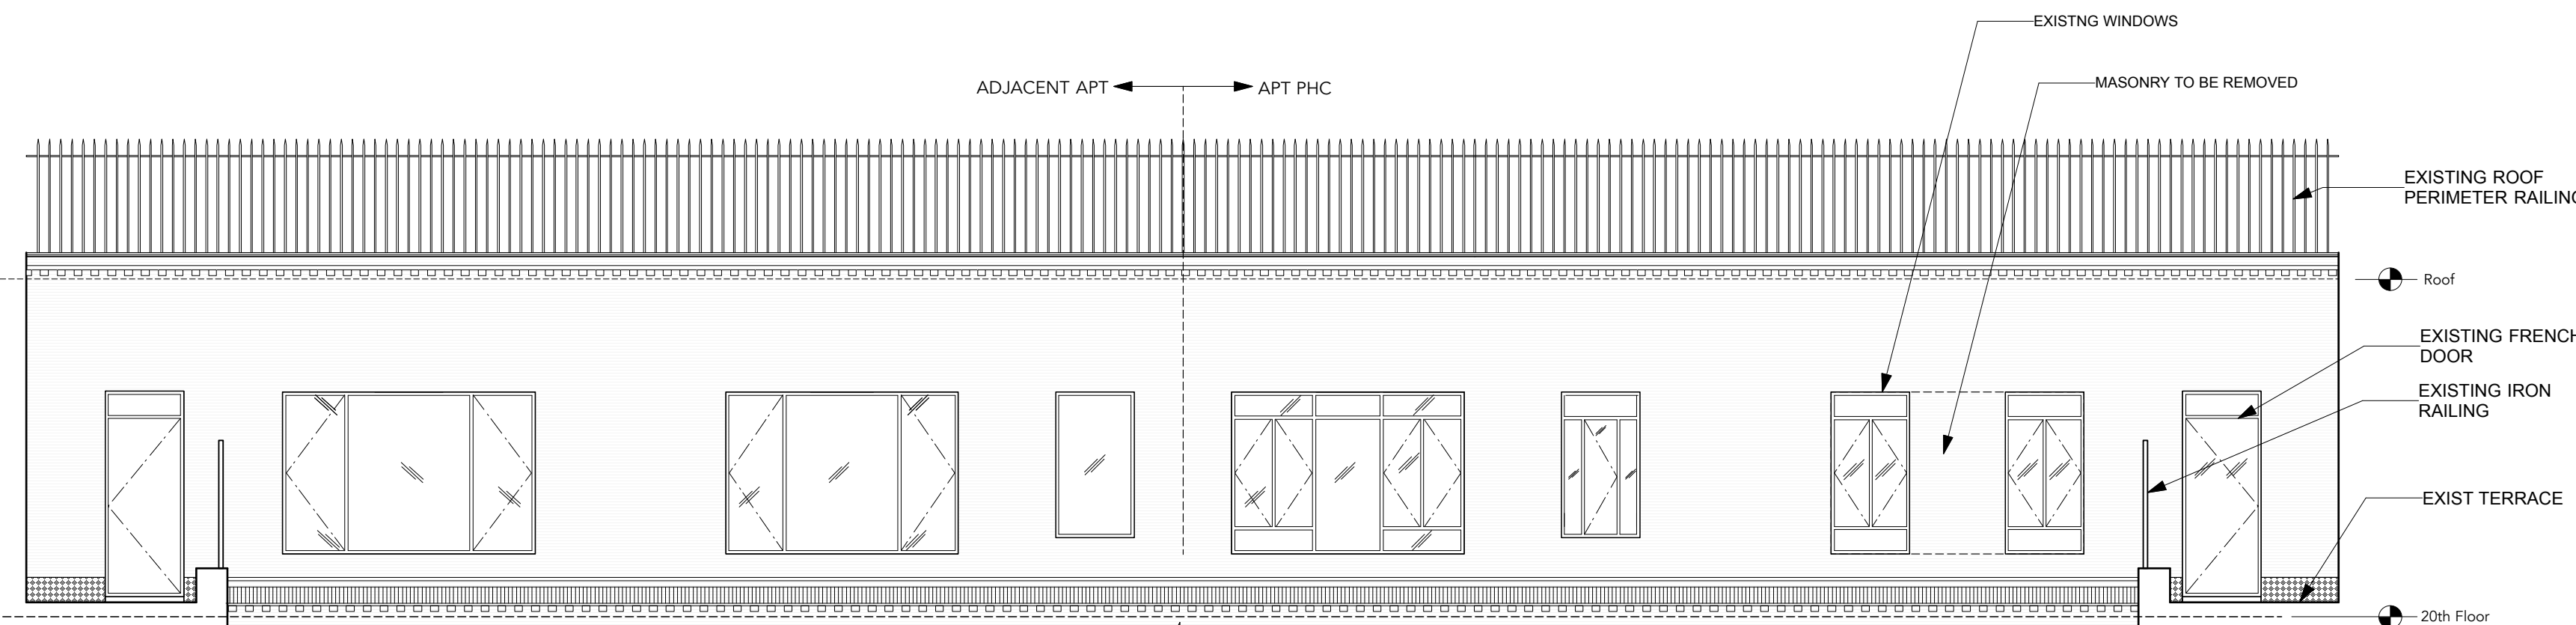 EXISTNG WINDOWS
MASONRY TO BE REMOVED
ADJACENT APT
APT PHC
EXISTING ROOF
PERIMETER RAILING
Roof
EXISTING FRENCH
DOOR
EXISTING IRON
RAILING
EXIST TERRACE
20th Floor